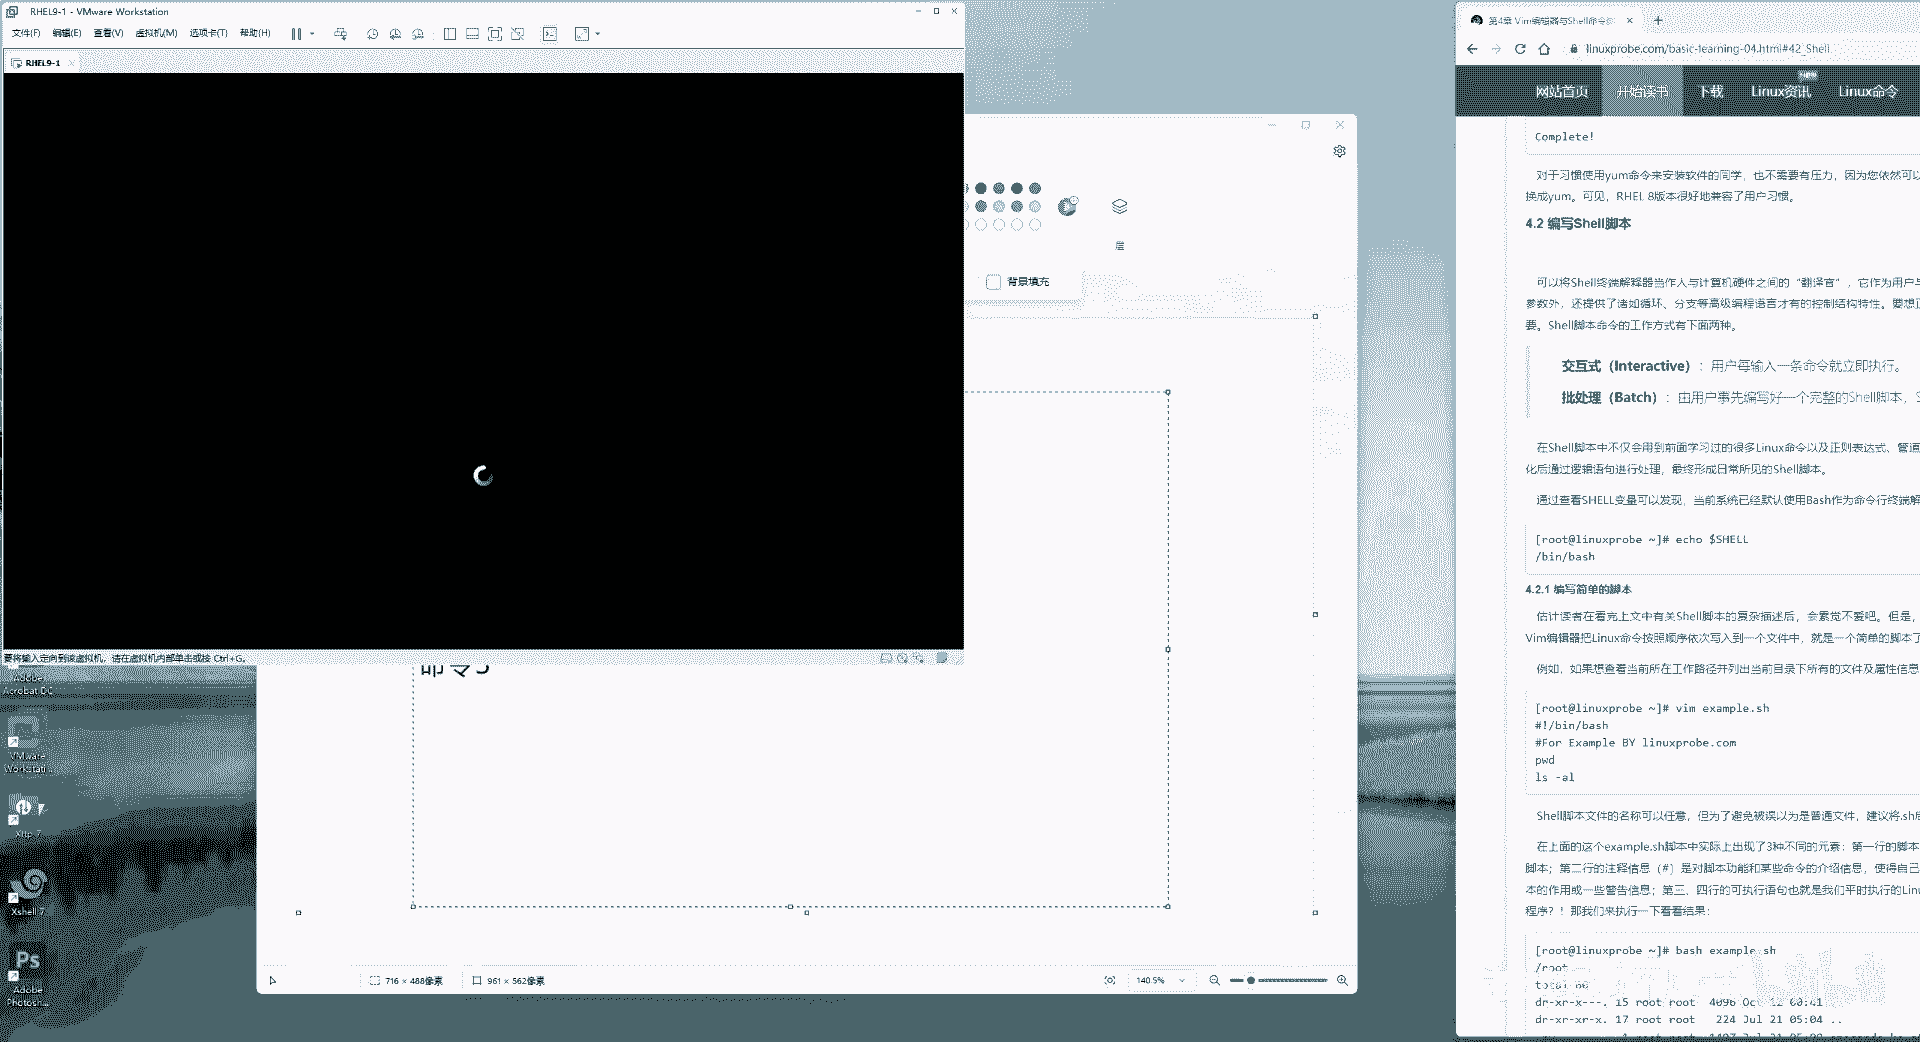 RHEL9-1 - VMware Workstation
文件(F) 编辑(E) 查看(V) 虚拟机(M) 选项卡(T) 帮助(H)
RHEL9-1
要将输入定向到该虚拟机，请在虚拟机内部单击或按 Ctrl+G。
层
背景填充
命令3
716 × 488像素
961 × 562像素
140.5%
Adobe
Acrobat DC
VMware
Workstati...
Xftp 7
Xshell 7
Ps
Adobe
Photosh...
第4章 Vim编辑器与Shell命令
linuxprobe.com/basic-learning-04.html#42_Shell
网站首页 开始读书 下载 Linux资讯 Linux命令
New
Complete!
对于习惯使用yum命令来安装软件的同学，也不需要有压力，因为您依然可以
换成yum。可见，RHEL 8版本很好地兼容了用户习惯。
4.2 编写Shell脚本
可以将Shell终端解释器当作人与计算机硬件之间的“翻译官”，它作为用户与
参数外，还提供了诸如循环、分支等高级编程语言才有的控制结构特性。要想正
要。Shell脚本命令的工作方式有下面两种。
交互式（Interactive）：用户每输入一条命令就立即执行。
批处理（Batch）：由用户事先编写好一个完整的Shell脚本，S
在Shell脚本中不仅会用到前面学习过的很多Linux命令以及正则表达式、管道
化后通过逻辑语句进行处理，最终形成日常所见的Shell脚本。
通过查看SHELL变量可以发现，当前系统已经默认使用Bash作为命令行终端解
[root@linuxprobe ~]# echo $SHELL
/bin/bash
4.2.1 编写简单的脚本
估计读者在看完上文中有关Shell脚本的复杂描述后，会累觉不爱吧。但是，
Vim编辑器把Linux命令按照顺序依次写入到一个文件中，就是一个简单的脚本了
例如，如果想查看当前所在工作路径并列出当前目录下所有的文件及属性信息
[root@linuxprobe ~]# vim example.sh
#!/bin/bash
#For Example BY linuxprobe.com
pwd
ls -al
Shell脚本文件的名称可以任意，但为了避免被误以为是普通文件，建议将.sh后
在上面的这个example.sh脚本中实际上出现了3种不同的元素：第一行的脚本
脚本；第二行的注释信息（#）是对脚本功能和某些命令的介绍信息，使得自己
本的作用或一些警告信息；第三、四行的可执行语句也就是我们平时执行的Linu
程序？！那我们来执行一下看看结果：
[root@linuxprobe ~]# bash example.sh
/root
total 60
dr-xr-x---. 15 root root 4096 Oct 12 00:41 .
dr-xr-xr-x. 17 root root 224 Jul 21 05:04 ..